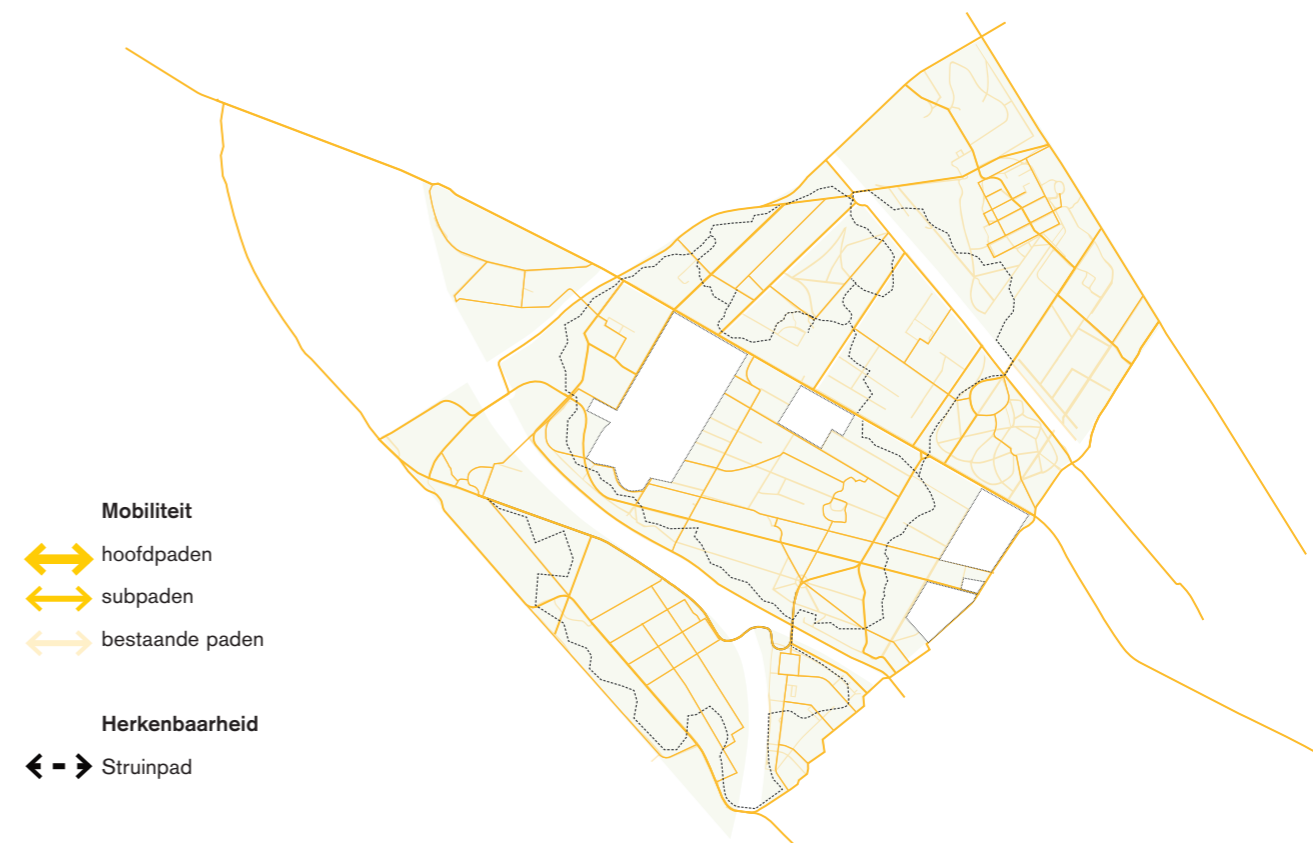 Mobiliteit
hoofdpaden
subpaden
bestaande paden
Herkenbaarheid
Struinpad